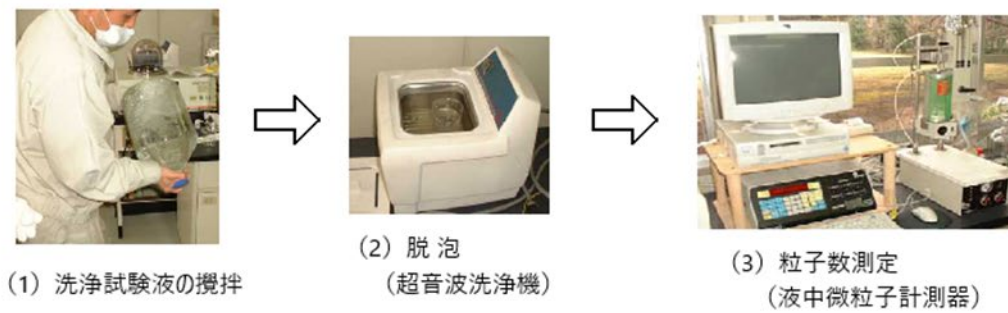 (1) 洗浄試験液の攪拌
(2) 脱 泡
(超音波洗浄機)
(3) 粒子数測定
(液中微粒子計測器)